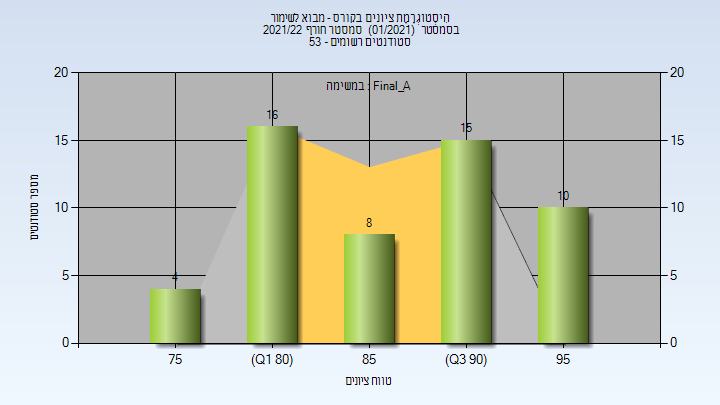 היסטוגרמת ציונים בקורס - מבוא לשימור
בסמסטר (01/2021) סמסטר חורף 2021/22
סטודנטים רשומים - 53
במשימה : Final_A
20 20
15 15
10 10
5 5
0 0
4 16 8 15 10
מספר סטודנטים
75 (Q1 80) 85 (Q3 90) 95
טווח ציונים